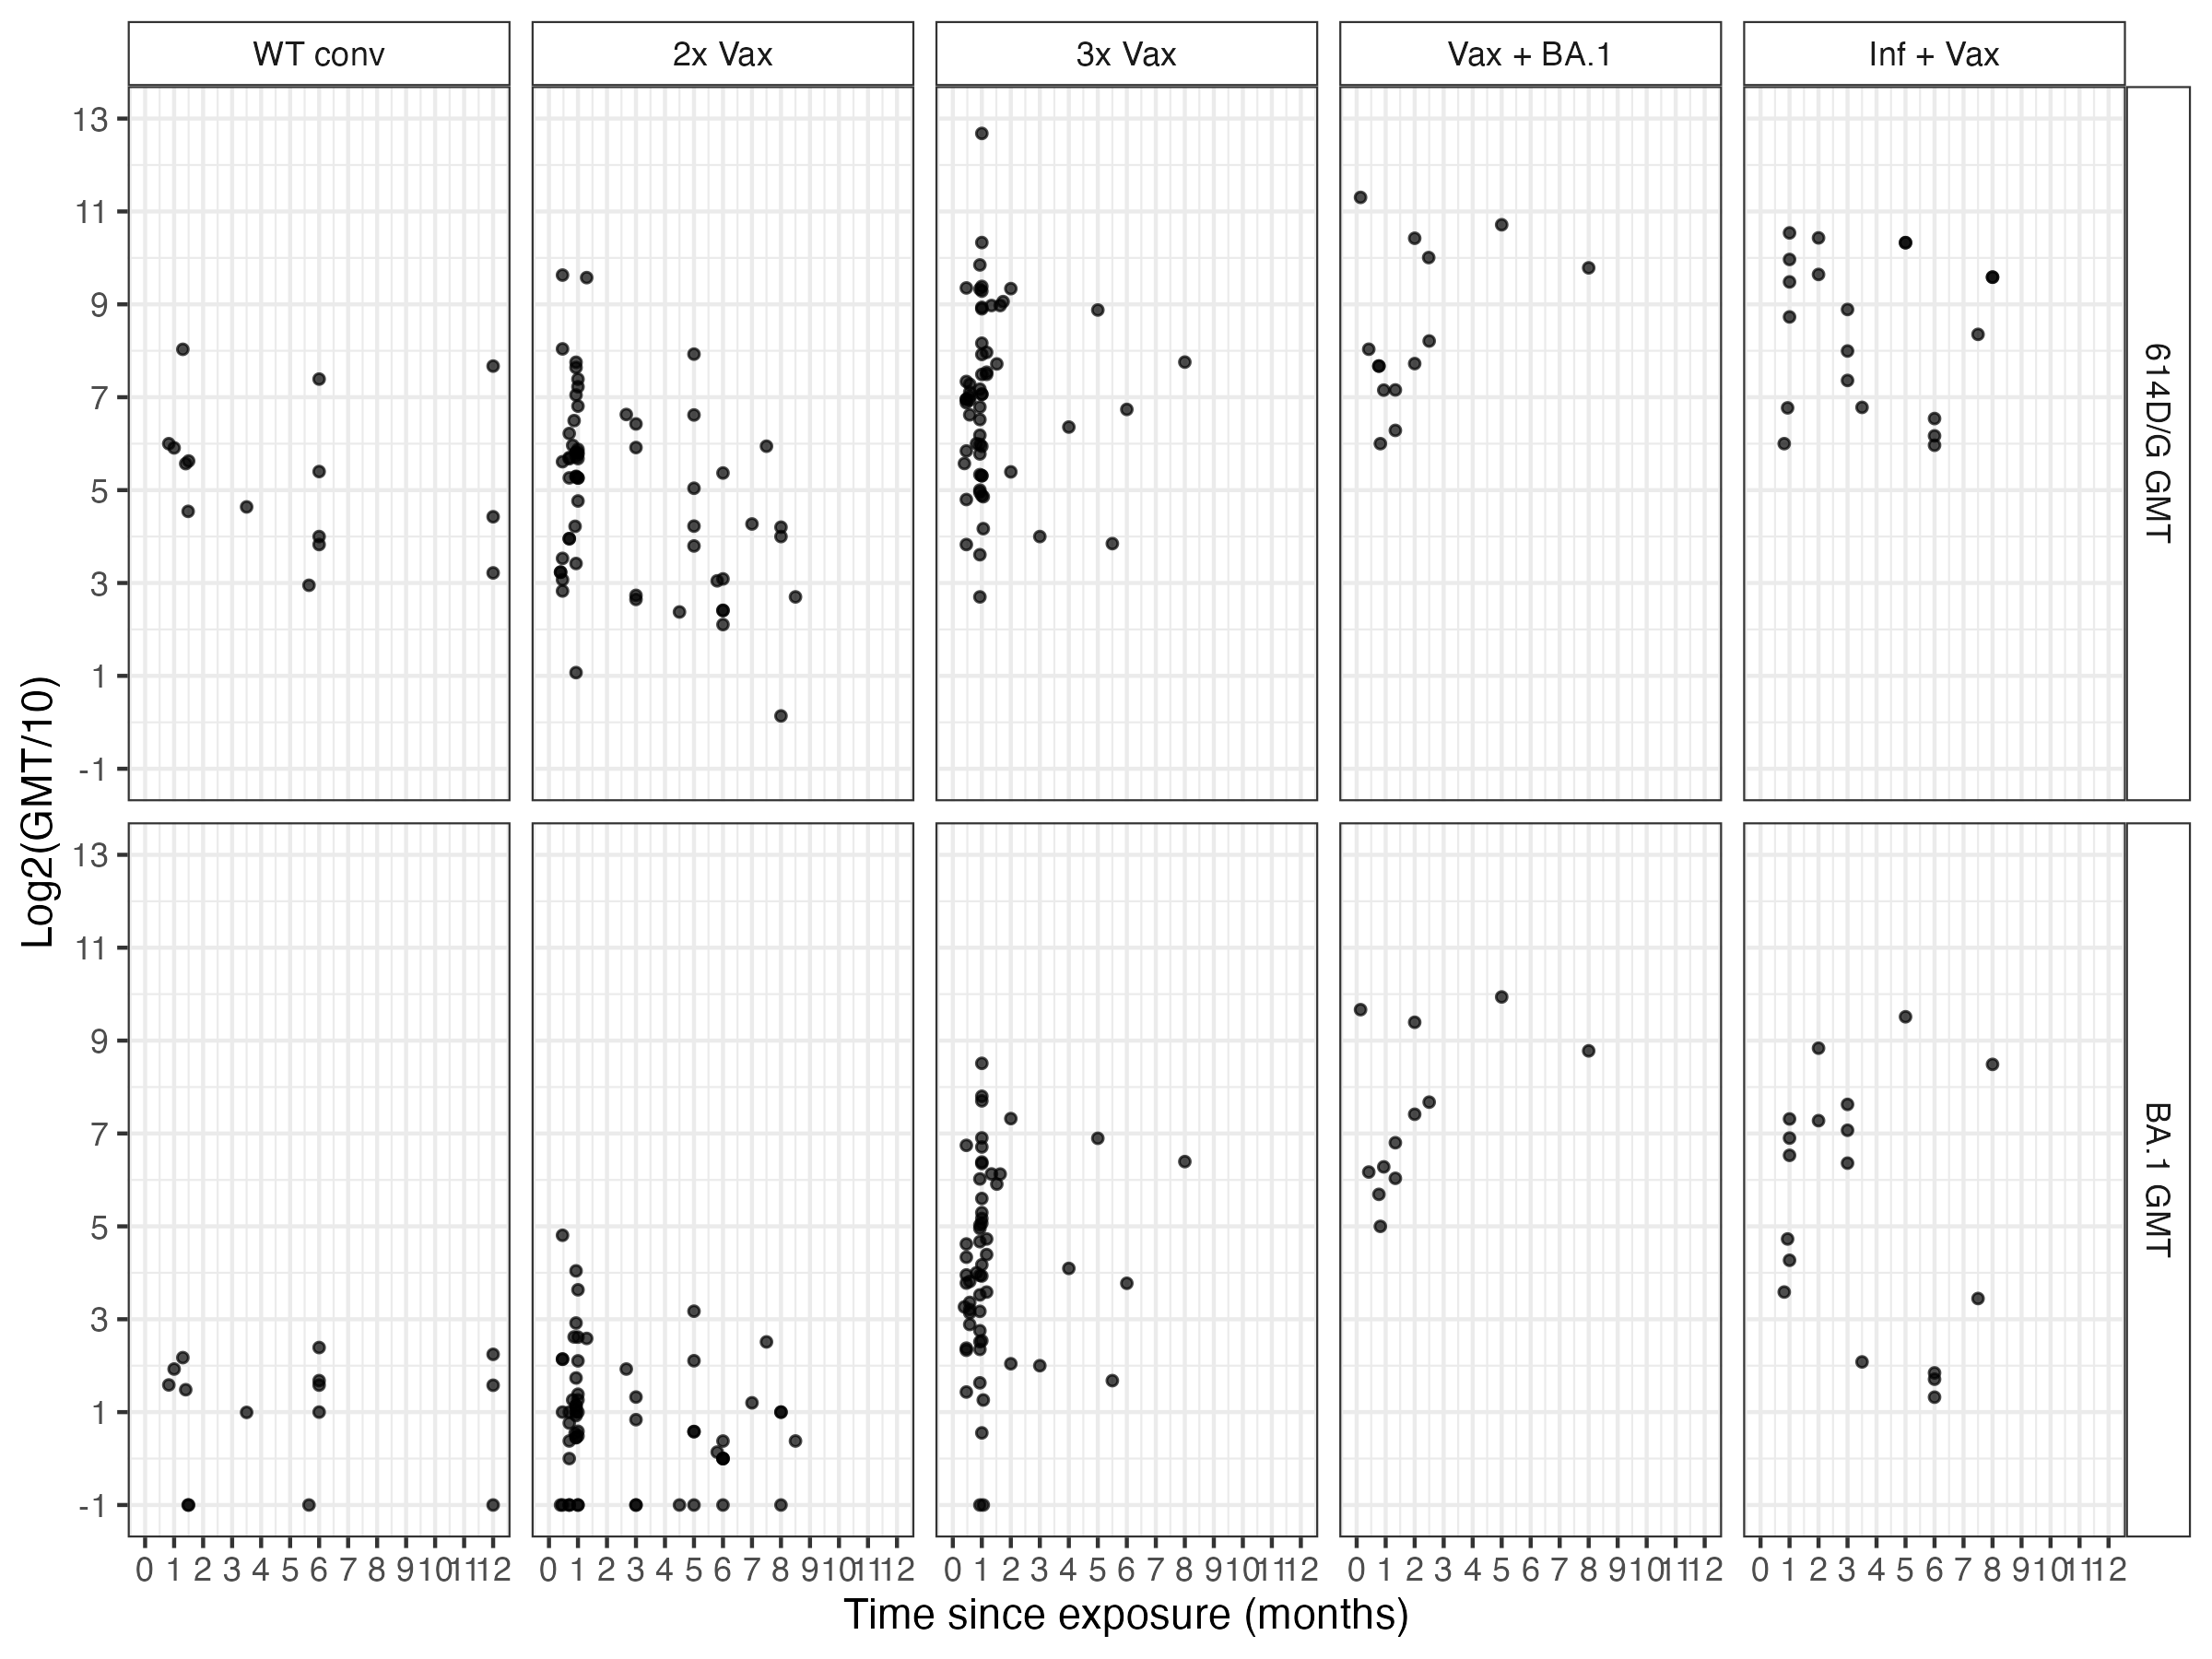 WT conv
2x Vax
3x Vax
Vax + BA.1
Inf + Vax
Log2(GMT/10)
13
11
9
7
5
3
1
-1
614D/G GMT
13
11
9
7
5
3
1
-1
BA.1 GMT
0 1 2 3 4 5 6 7 8 9 10 11 12
0 1 2 3 4 5 6 7 8 9 10 11 12
0 1 2 3 4 5 6 7 8 9 10 11 12
0 1 2 3 4 5 6 7 8 9 10 11 12
0 1 2 3 4 5 6 7 8 9 10 11 12
Time since exposure (months)